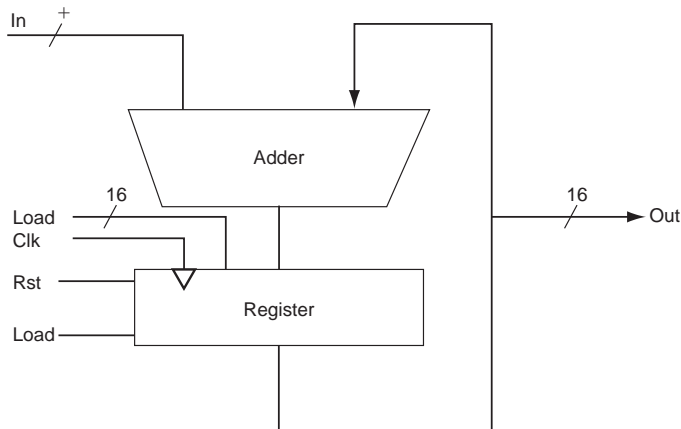 In
+
Adder
16
Load
Clk
16
Out
Rst
Register
Load